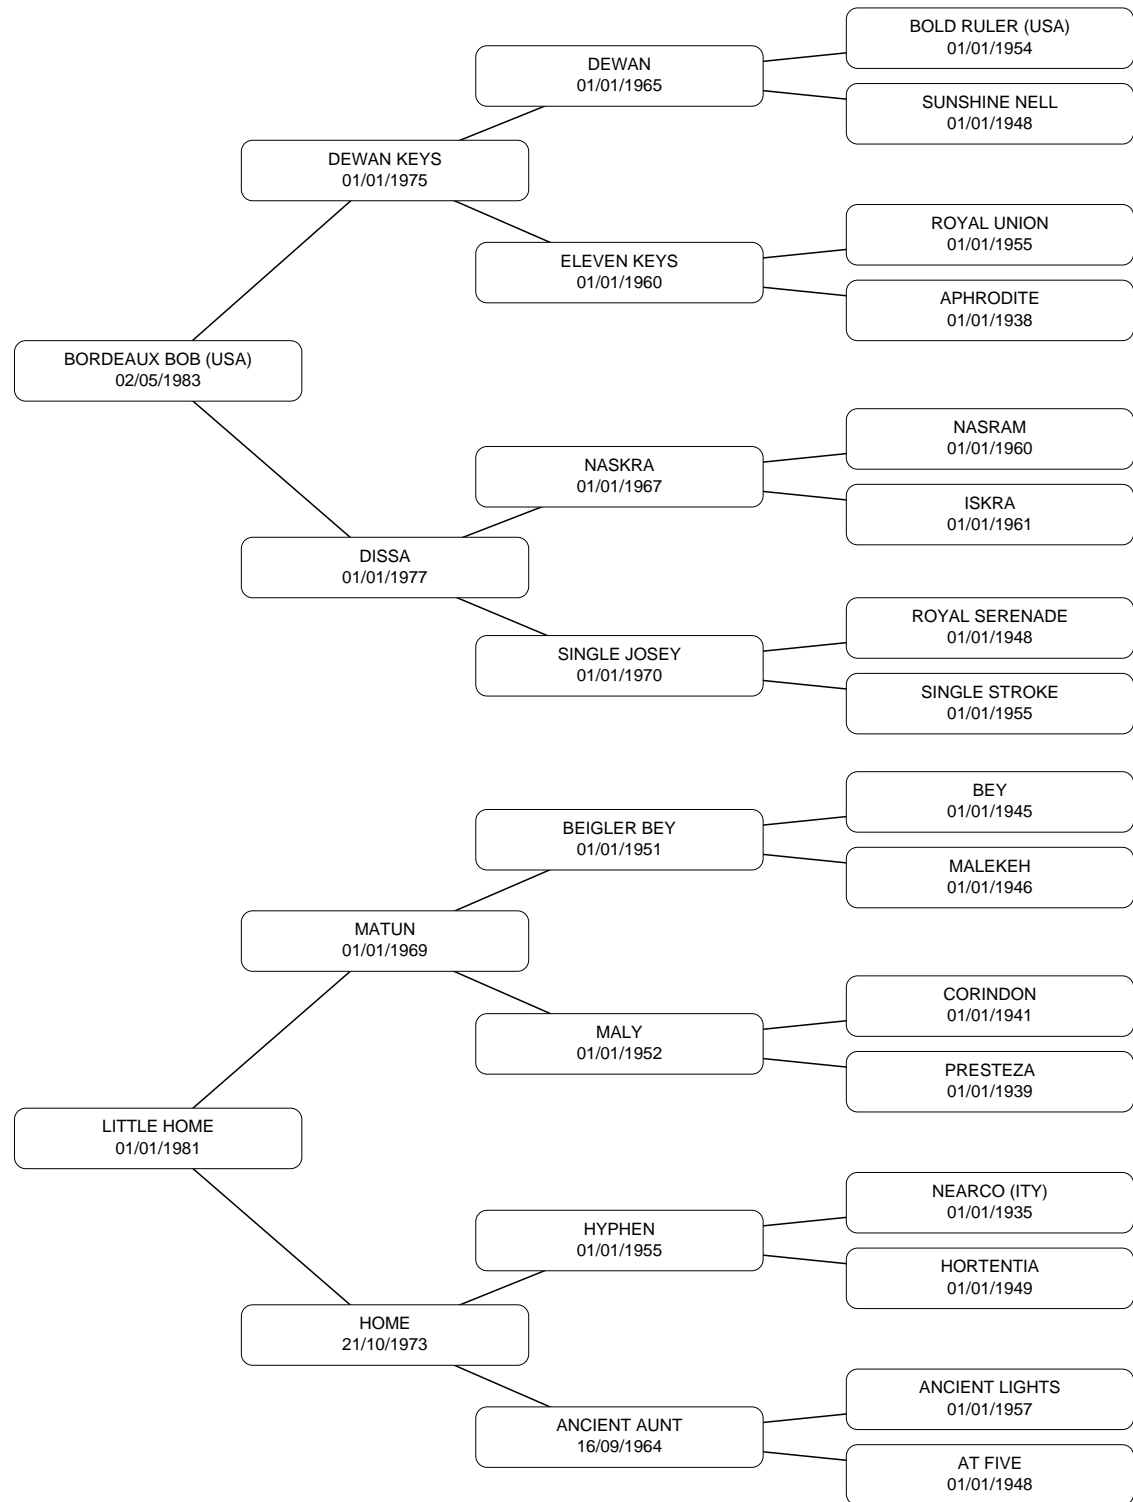 BOLD RULER (USA)
01/01/1954
DEWAN
01/01/1965
SUNSHINE NELL
01/01/1948
DEWAN KEYS
01/01/1975
ROYAL UNION
01/01/1955
ELEVEN KEYS
01/01/1960
APHRODITE
01/01/1938
BORDEAUX BOB (USA)
02/05/1983
NASRAM
01/01/1960
NASKRA
01/01/1967
ISKRA
01/01/1961
DISSA
01/01/1977
ROYAL SERENADE
01/01/1948
SINGLE JOSEY
01/01/1970
SINGLE STROKE
01/01/1955
BEY
01/01/1945
BEIGLER BEY
01/01/1951
MALEKEH
01/01/1946
MATUN
01/01/1969
CORINDON
01/01/1941
MALY
01/01/1952
PRESTEZA
01/01/1939
LITTLE HOME
01/01/1981
NEARCO (ITY)
01/01/1935
HYPHEN
01/01/1955
HORTENTIA
01/01/1949
HOME
21/10/1973
ANCIENT LIGHTS
01/01/1957
ANCIENT AUNT
16/09/1964
AT FIVE
01/01/1948